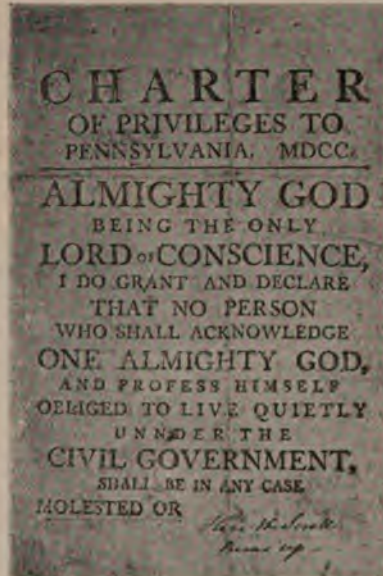 CHARTER
OF PRIVILEGES TO
PENNSYLVANIA, MDCC.
ALMIGHTY GOD
BEING THE ONLY
LORD OF CONSCIENCE,
I DO GRANT AND DECLARE
THAT NO PERSON
WHO SHALL ACKNOWLEDGE
ONE ALMIGHTY GOD,
AND PROFESS HIMSELF
OBLIGED TO LIVE QUIETLY
UNNDER THE
CIVIL GOVERNMENT,
SHALL BE IN ANY CASE
MOLESTED OR